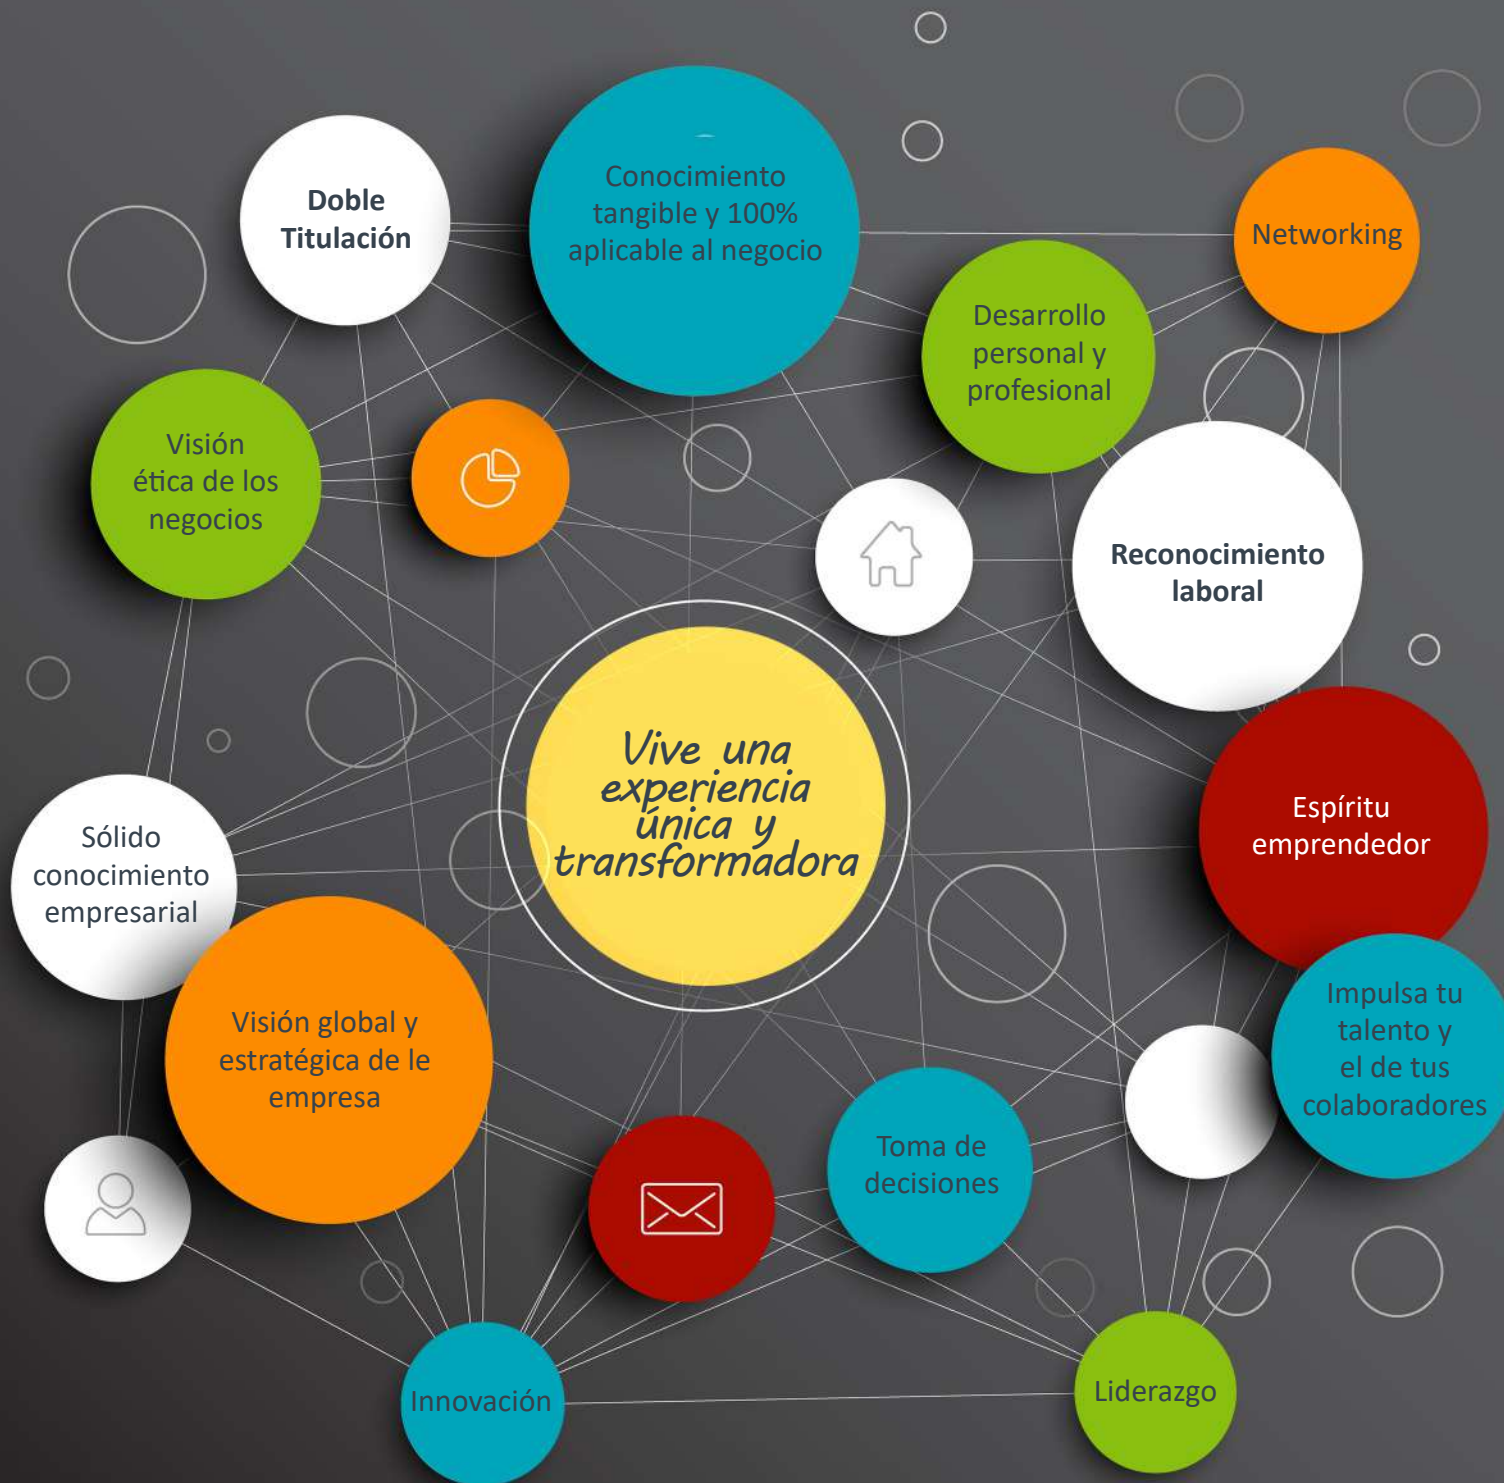 Doble
Titulación
Conocimiento
tangible y 100%
aplicable al negocio
Networking
Desarrollo
personal y
profesional
Visión
ética de los
negocios
Reconocimiento
laboral
Vive una
experiencia
única y
transformadora
Espíritu
emprendedor
Sólido
conocimiento
empresarial
Visión global y
estratégica de le
empresa
Impulsa tu
talento y
el de tus
colaboradores
Toma de
decisiones
Innovación
Liderazgo